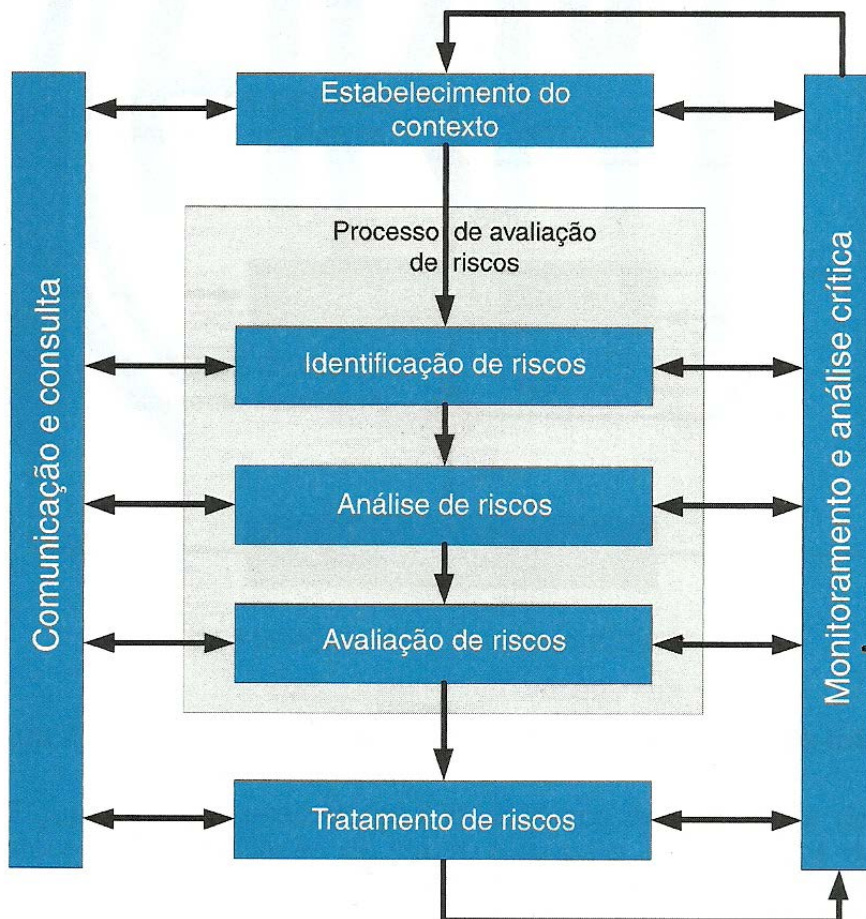 Estabelecimento do
contexto
Processo de avaliação
de riscos
Identificação de riscos
Análise de riscos
Avaliação de riscos
Tratamento de riscos
Comunicação e consulta
Monitoramento e análise crítica